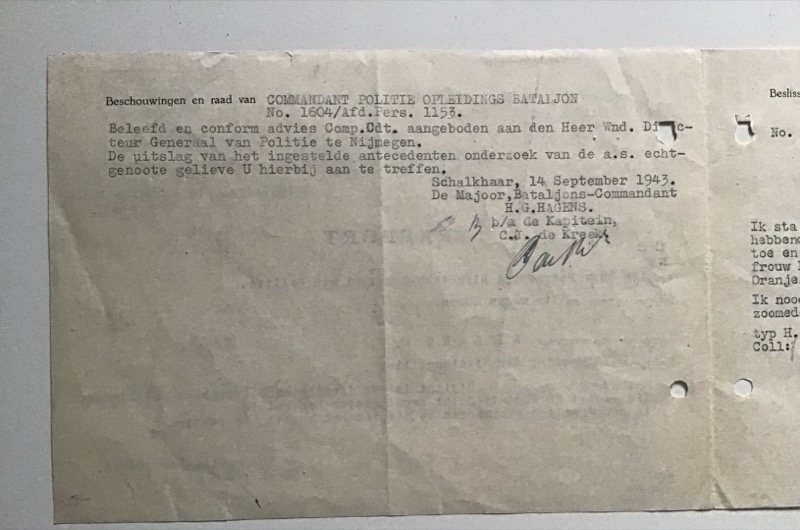 Beschouwingen en raad van COMMANDANT POLITIE OPLEIDINGS BATALJON
No. 1604/Afd.Pers. 1153.
Beleefd en conform advies Comp.Cdt. aangeboden aan den Heer Wnd.
teur Generaal van Politie te Nijmegen.
De uitslag van het ingestelde antecedenten onderzoek van de a.s. echt-
genoote gelieve U hierbij aan te treffen.
Schalkhaar, 14 September 1943.
De Majoor,Bataljons-Commandant
H.G.HAGENS.
b/a de Kapitein,
C.J. de Kreek
Besliss
No.
Ik sta
hebben
toe en
frouw
Oranje
Ik noo
zoomed
typ H.
Coll: